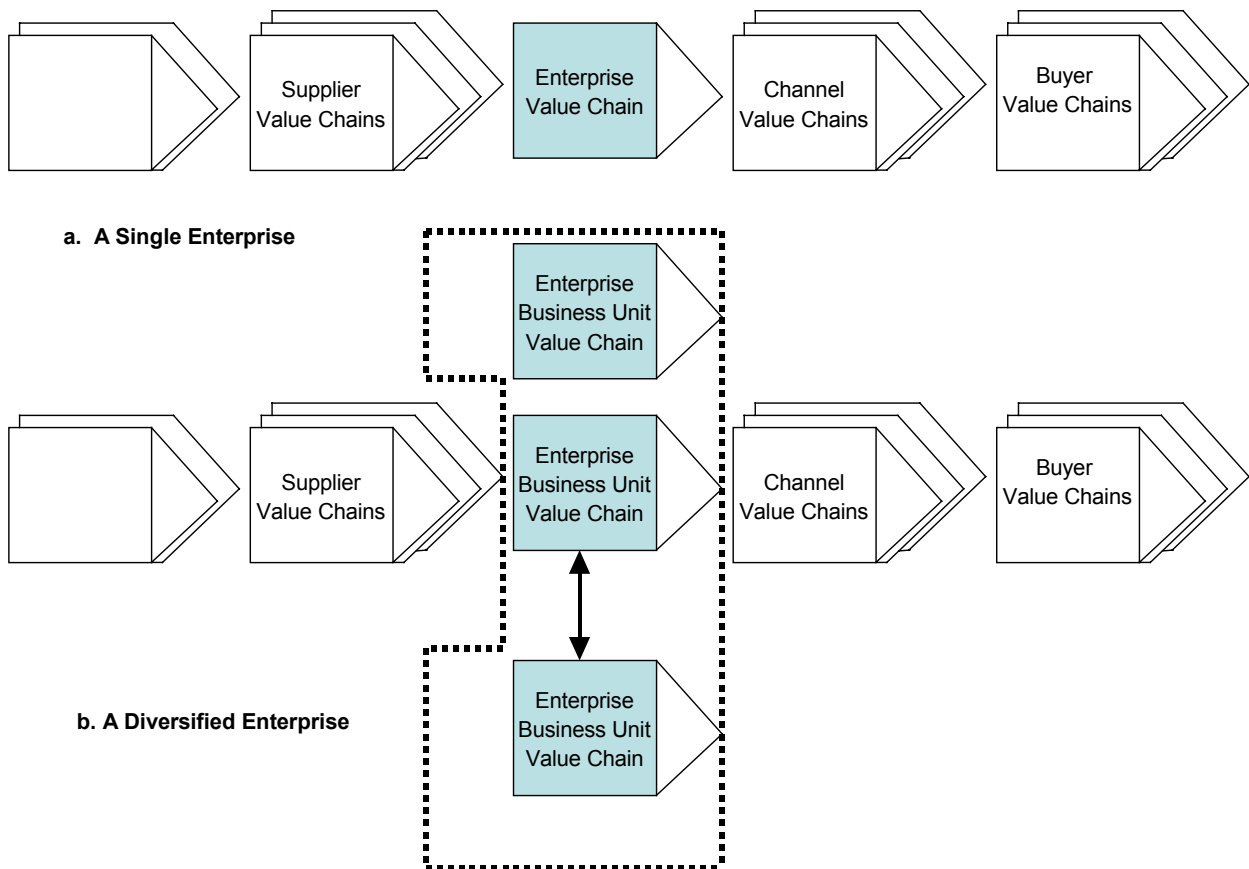 Supplier
Value Chains
Enterprise
Value Chain
Channel
Value Chains
Buyer
Value Chains
a. A Single Enterprise
Enterprise
Business Unit
Value Chain
Supplier
Value Chains
Enterprise
Business Unit
Value Chain
Channel
Value Chains
Buyer
Value Chains
b. A Diversified Enterprise
Enterprise
Business Unit
Value Chain